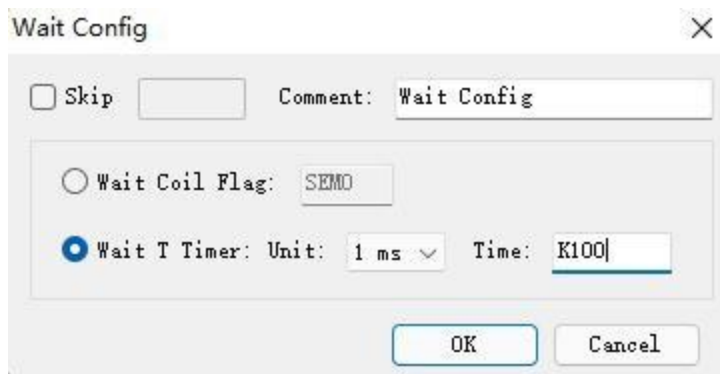 Wait Config
Skip Comment: Wait Config
Wait Coil Flag: SEM0
Wait T Timer: Unit: 1 ms Time: K100
OK Cancel